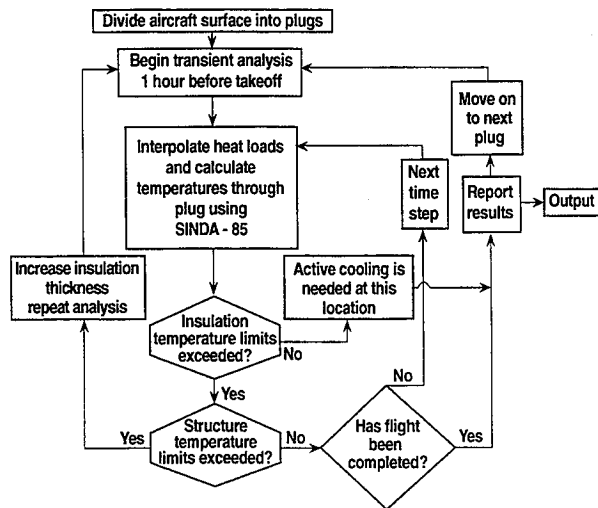 Divide aircraft surface into plugs
Begin transient analysis
1 hour before takeoff
Move on
to next
plug
Interpolate heat loads
and calculate
temperatures through
plug using
SINDA - 85
Next
time
step
Report
results
Output
Increase insulation
thickness
repeat analysis
Active cooling is
needed at this
location
Insulation
temperature limits
exceeded?
No
Yes
No
Structure
temperature
limits exceeded?
Yes
No
Has flight
been
completed?
Yes